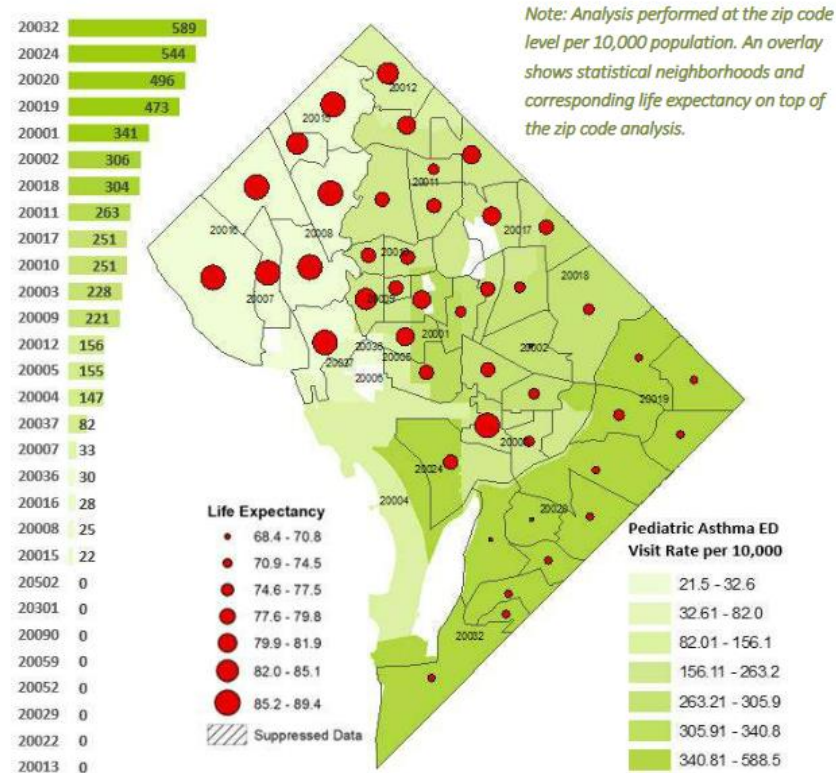 Note: Analysis performed at the zip code
level per 10,000 population. An overlay
shows statistical neighborhoods and
corresponding life expectancy on top of
the zip code analysis.
20032 589
20024 544
20020 496
20019 473
20001 341
20002 306
20018 304
20011 263
20017 251
20010 251
20003 228
20009 221
20012 156
20005 155
20004 147
20037 82
20007 33
20036 30
20016 28
20008 25
20015 22
20502 0
20301 0
20090 0
20059 0
20052 0
20029 0
20022 0
20013 0
20012
20015
20011
20016
20008
20017
20018
20007
20001
20002
20019
20024
20004
20032
Life Expectancy
68.4 - 70.8
70.9 - 74.5
74.6 - 77.5
77.6 - 79.8
79.9 - 81.9
82.0 - 85.1
85.2 - 89.4
Suppressed Data
Pediatric Asthma ED
Visit Rate per 10,000
21.5 - 32.6
32.61 - 82.0
82.01 - 156.1
156.11 - 263.2
263.21 - 305.9
305.91 - 340.8
340.81 - 588.5